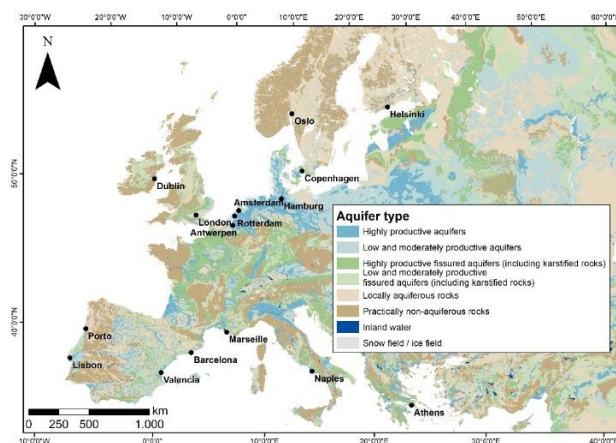 30°0'0"W 20°0'0"W 10°0'0"W 0°0'0" 10°0'0"E 20°0'0"E 30°0'0"E 40°0'0"E 50°0'0"E 60°0'0"E
N
Oslo
Helsinki
50°0'0"N
Dublin
Copenhagen
Amsterdam
Hamburg
London
Rotterdam
Antwerpen
Aquifer type
Highly productive aquifers
Low and moderately productive aquifers
Highly productive fissured aquifers (including karstified rocks)
Low and moderately productive
fissured aquifers (including karstified rocks)
Locally aquiferous rocks
Practically non-aquiferous rocks
Inland water
Snow field / ice field
40°0'0"N
Porto
Marseille
Barcelona
Lisbon
Valencia
Naples
Athens
km
0 250 500 1.000
10°0'0"W 0°0'0" 10°0'0"E 20°0'0"E 30°0'0"E 40°0'0"E